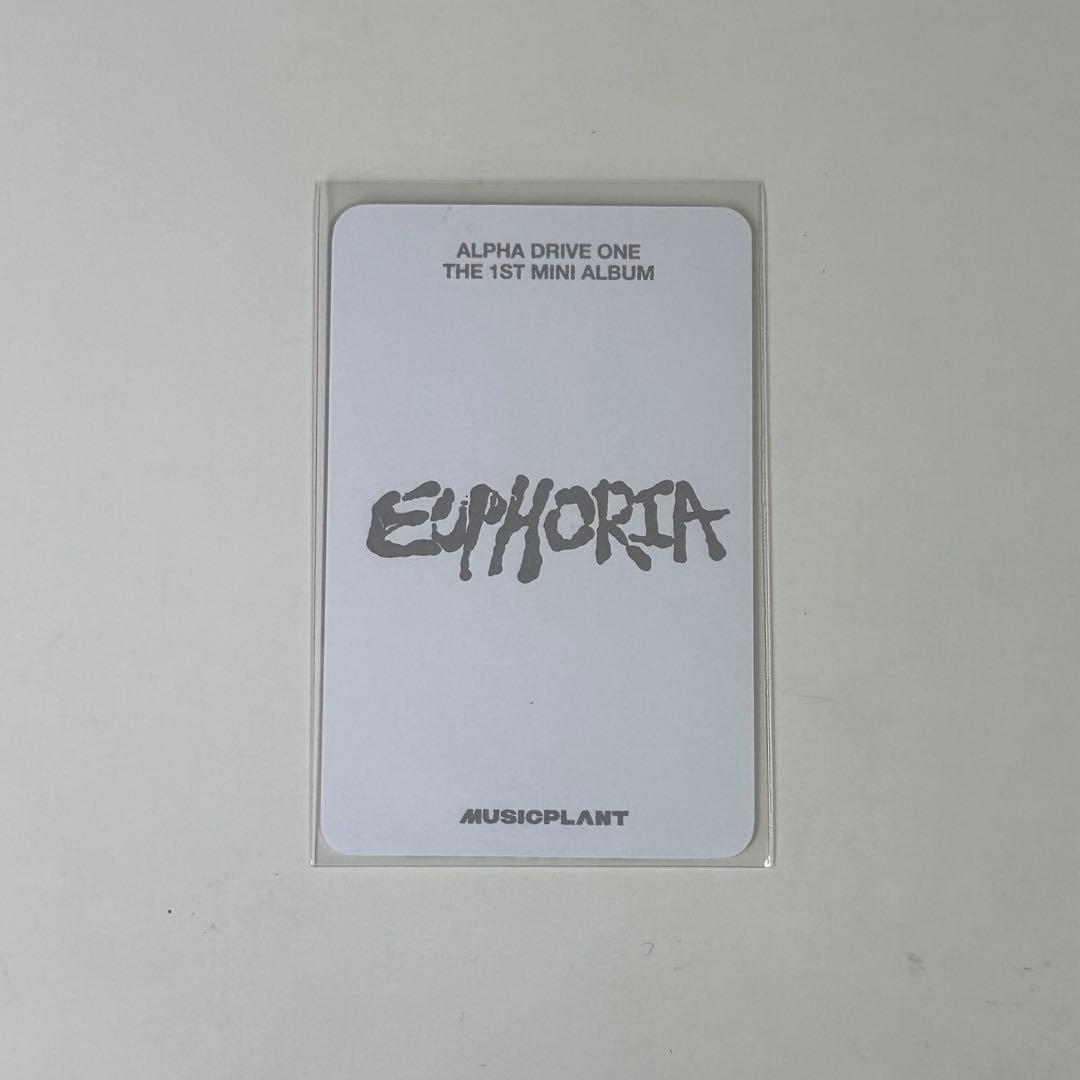 ALPHA DRIVE ONE
THE 1ST MINI ALBUM
EUPHORIA
MUSICPLANT